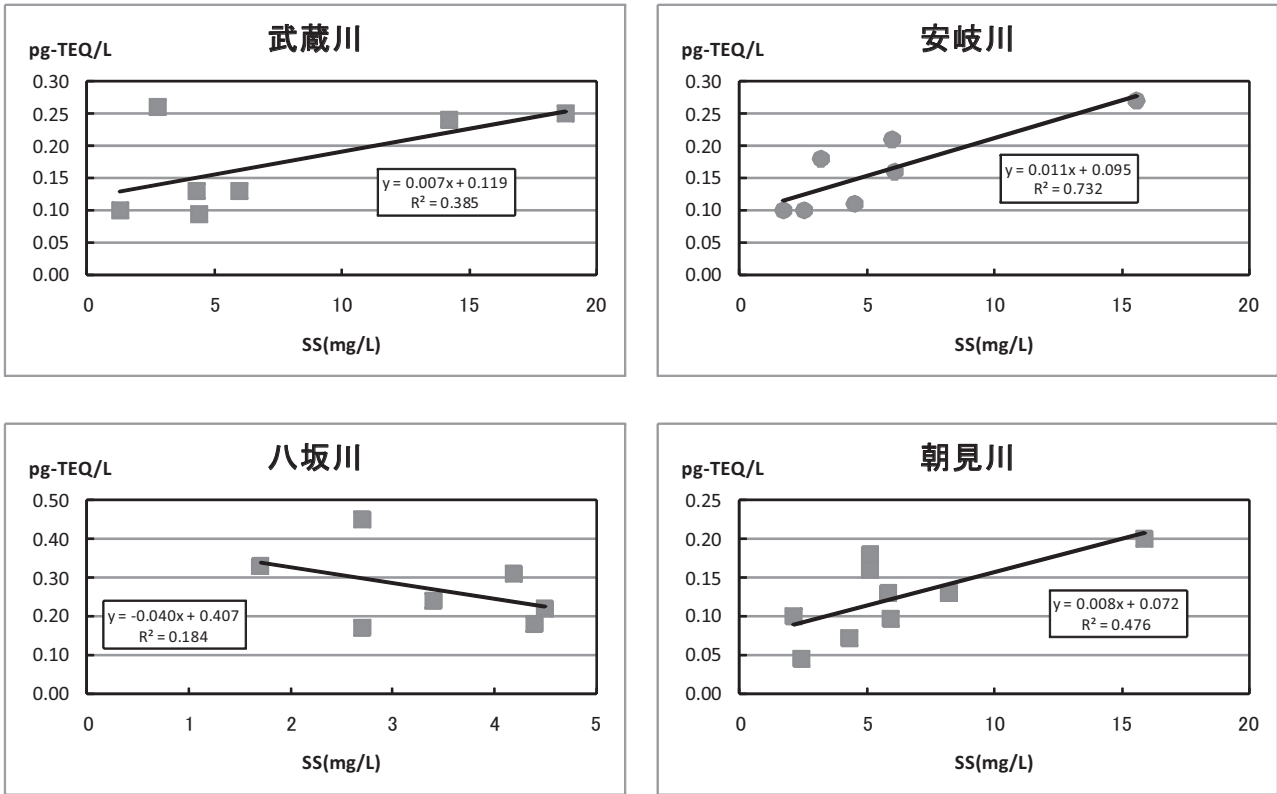 武蔵川
pg-TEQ/L
0.30
0.25
0.20
0.15
0.10
0.05
0.00
y = 0.007x + 0.119
R² = 0.385
0 5 10 15 20
SS(mg/L)
安岐川
pg-TEQ/L
0.30
0.25
0.20
0.15
0.10
0.05
0.00
y = 0.011x + 0.095
R² = 0.732
0 5 10 15 20
SS(mg/L)
八坂川
pg-TEQ/L
0.50
0.40
0.30
0.20
0.10
0.00
y = -0.040x + 0.407
R² = 0.184
0 1 2 3 4 5
SS(mg/L)
朝見川
pg-TEQ/L
0.25
0.20
0.15
0.10
0.05
0.00
y = 0.008x + 0.072
R² = 0.476
0 5 10 15 20
SS(mg/L)